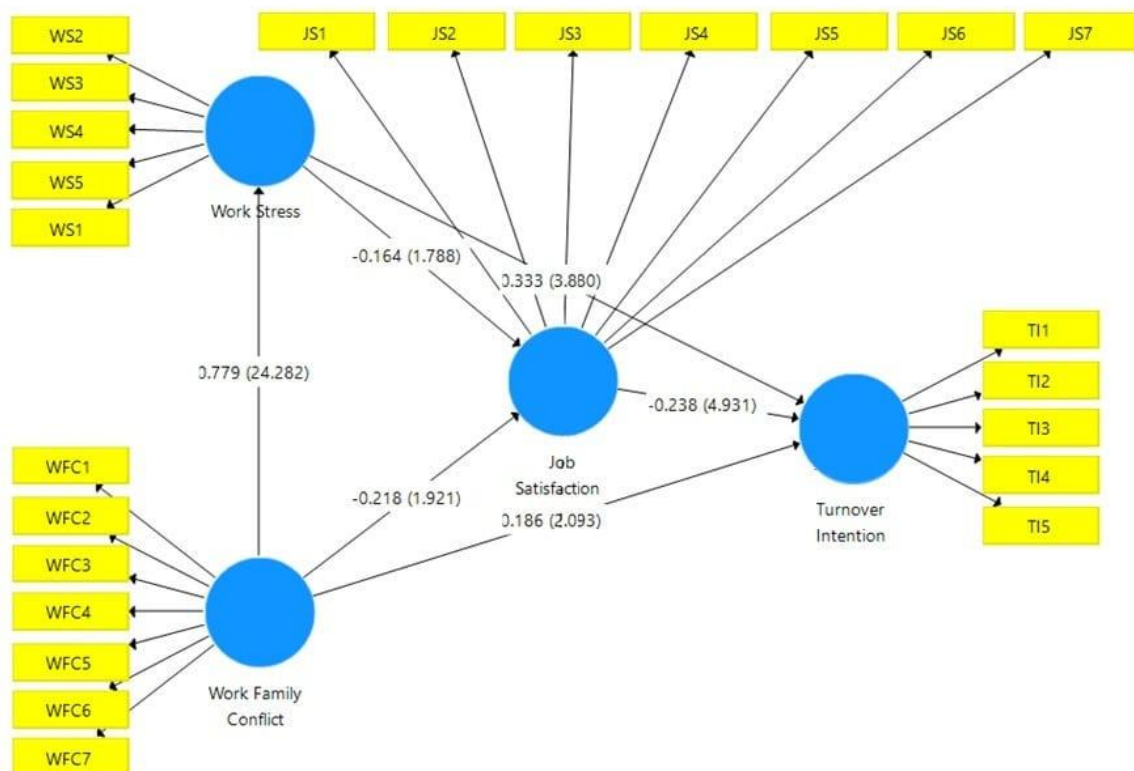 WS2
WS3
WS4
WS5
WS1
JS1
JS2
JS3
JS4
JS5
JS6
JS7
Work Stress
-0.164 (1.788)
0.333 (3.880)
0.779 (24.282)
-0.238 (4.931)
-0.218 (1.921)
0.186 (2.093)
Job
Satisfaction
Turnover
Intention
TI1
TI2
TI3
TI4
TI5
WFC1
WFC2
WFC3
WFC4
WFC5
WFC6
WFC7
Work Family
Conflict